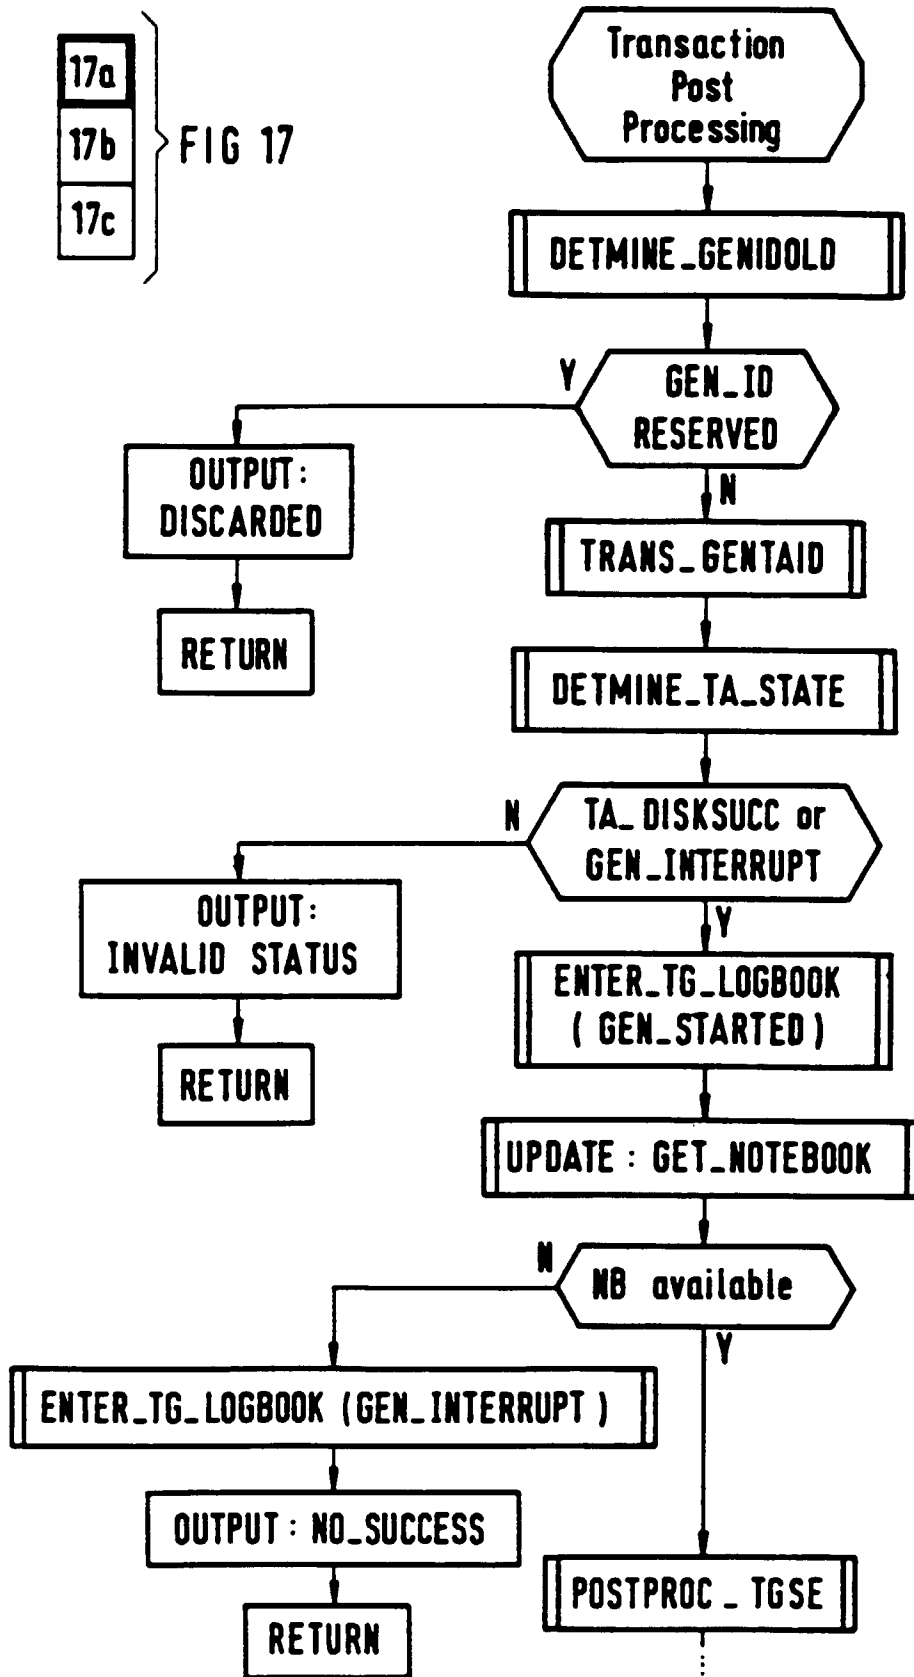 17a
17b
17c
FIG 17
Transaction
Post
Processing
DETMINE_GENIDOLD
GEN_ID
RESERVED
Y
N
OUTPUT:
DISCARDED
RETURN
TRANS_GENTAID
DETMINE_TA_STATE
TA_DISKSUCC or
GEN_INTERRUPT
N
Y
OUTPUT:
INVALID STATUS
RETURN
ENTER_TG_LOGBOOK
( GEN_STARTED )
UPDATE : GET_NOTEBOOK
NB available
N
Y
ENTER_TG_LOGBOOK (GEN_INTERRUPT )
OUTPUT : NO_SUCCESS
RETURN
POSTPROC _ TGSE